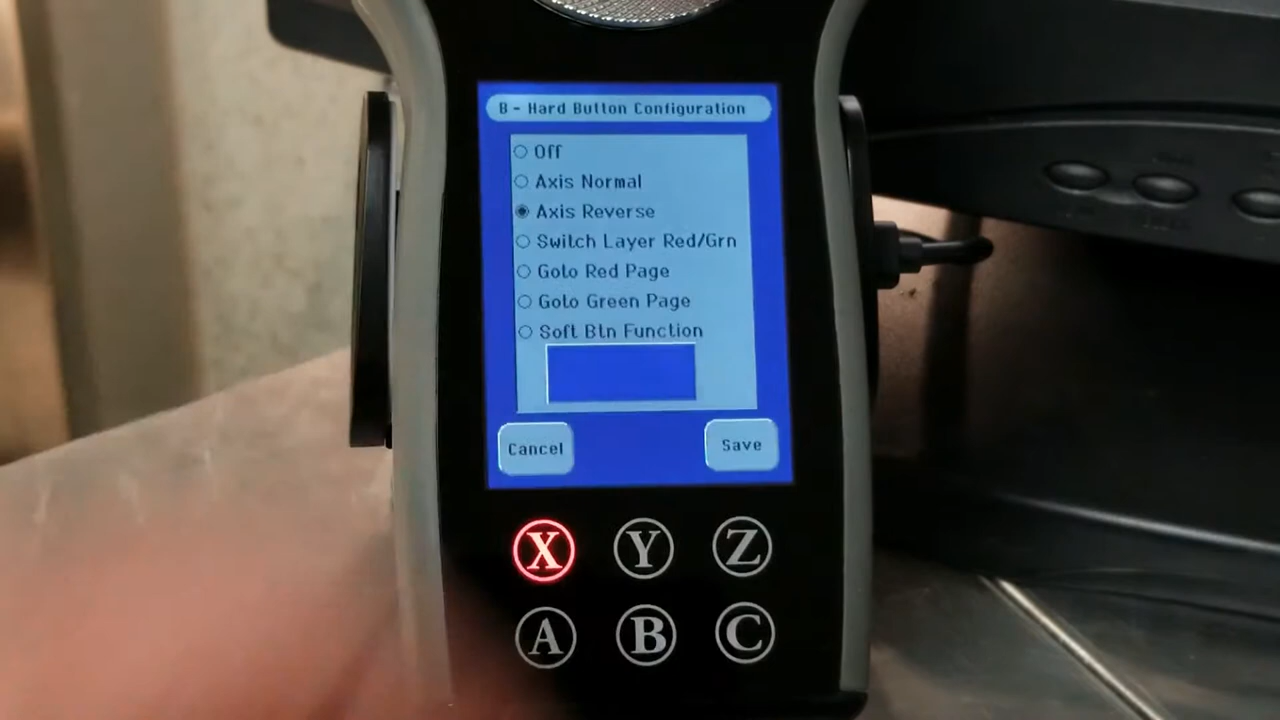 B - Hard Button Configuration
Off
Axis Normal
Axis Reverse
Switch Layer Red/Grn
Goto Red Page
Goto Green Page
Soft Btn Function
Cancel
Save
X Y Z
A B C